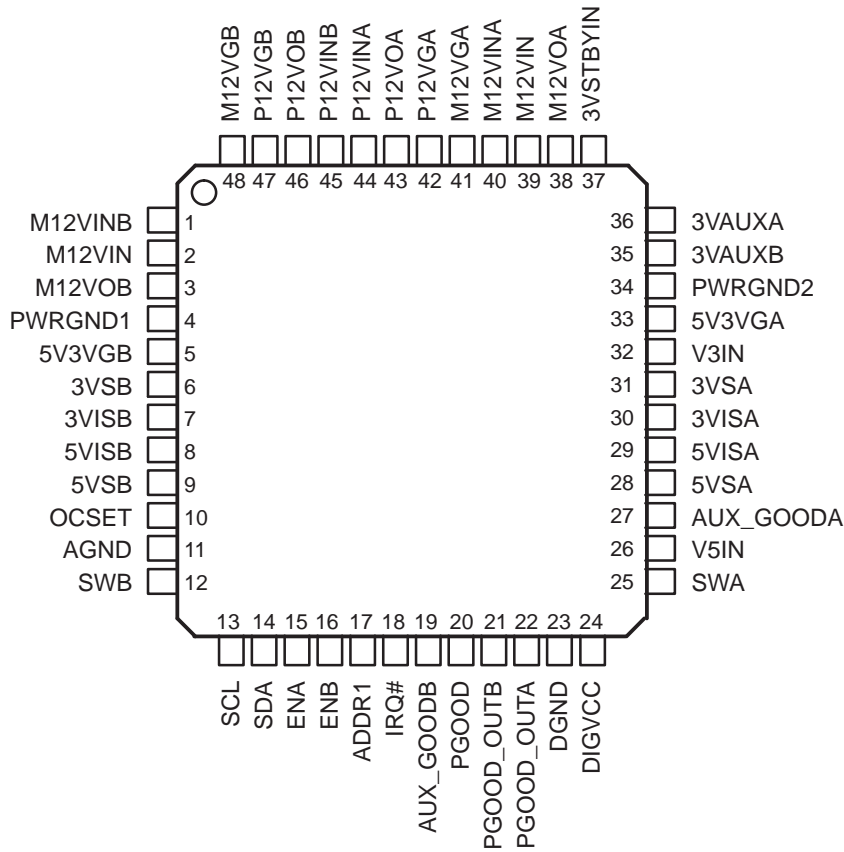 M12VGB
P12VGB
P12VOB
P12VINB
P12VINA
P12VOA
P12VGA
M12VGA
M12VINA
M12VIN
M12VOA
3VSTBYIN
48 47 46 45 44 43 42 41 40 39 38 37
M12VINB 1 36 3VAUXA
M12VIN 2 35 3VAUXB
M12VOB 3 34 PWRGND2
PWRGND1 4 33 5V3VGA
5V3VGB 5 32 V3IN
3VSB 6 31 3VSA
3VISB 7 30 3VISA
5VISB 8 29 5VISA
5VSB 9 28 5VSA
OCSET 10 27 AUX_GOODA
AGND 11 26 V5IN
SWB 12 25 SWA
13 14 15 16 17 18 19 20 21 22 23 24
SCL
SDA
ENA
ENB
ADDR1
IRQ#
AUX_GOODB
PGOOD
PGOOD_OUTB
PGOOD_OUTA
DGND
DIGVCC